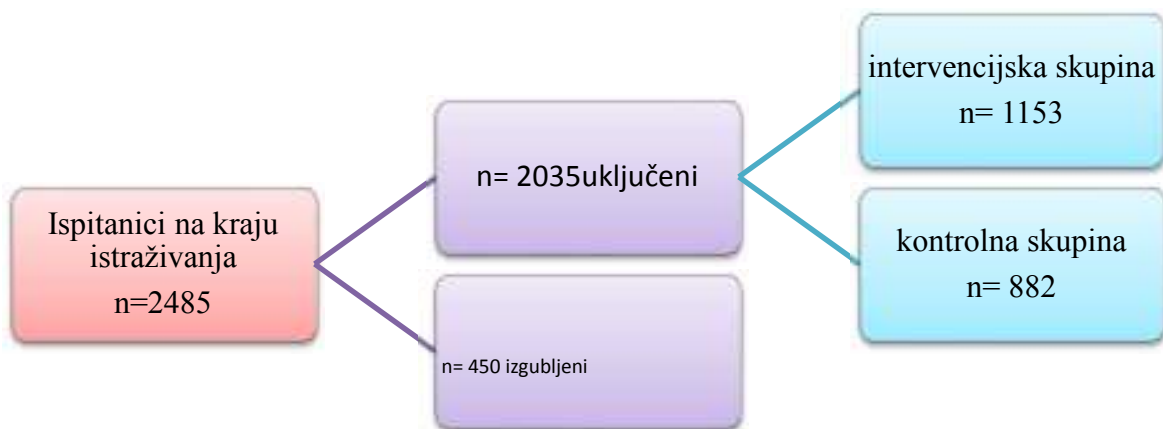 Ispitanici na kraju
istraživanja
n=2485
n= 2035uključeni
n= 450 izgubljeni
intervencijska skupina
n= 1153
kontrolna skupina
n= 882